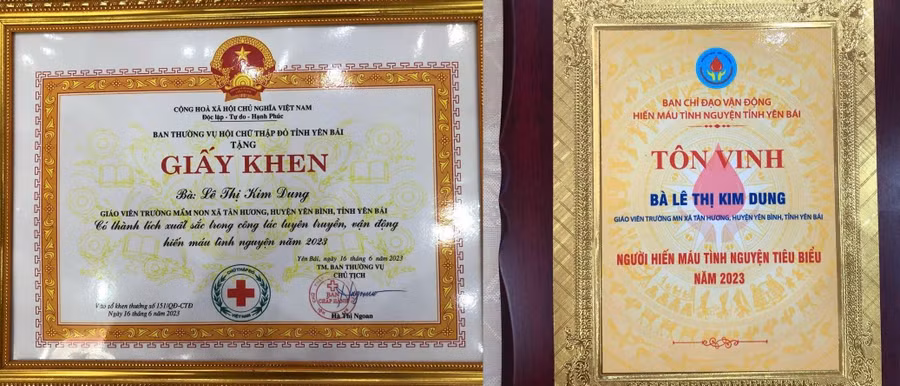 CỘNG HOÀ XÃ HỘI CHỦ NGHĨA VIỆT NAM
Độc lập - Tự do - Hạnh Phúc
BAN THƯỜNG VỤ HỘI CHỮ THẬP ĐỎ TỈNH YÊN BÁI
TẶNG
GIẤY KHEN
Bà: Lê Thị Kim Dung
GIÁO VIÊN TRƯỜNG MẦM NON XÃ TÂN HƯƠNG, HUYỆN YÊN BÌNH, TỈNH YÊN BÁI
Có thành tích xuất sắc trong công tác tuyên truyền, vận động
hiến máu tình nguyện năm 2023
Yên Bái, ngày 16 tháng 6 năm 2023
TM. BAN THƯỜNG VỤ
CHỦ TỊCH
BAN
CHẤP HÀNH
VIỆT NAM
Vào sổ khen thưởng số 151/QĐ-CTĐ
Ngày 16 tháng 6 năm 2023
Hà Thị Ngoan
BAN CHỈ ĐẠO VẬN ĐỘNG
HIẾN MÁU TÌNH NGUYỆN TỈNH YÊN BÁI
TÔN VINH
BÀ LÊ THỊ KIM DUNG
GIÁO VIÊN TRƯỜNG MN XÃ TÂN HƯƠNG, HUYỆN YÊN BÌNH, TỈNH YÊN BÁI
NGƯỜI HIẾN MÁU TÌNH NGUYỆN TIÊU BIỂU
NĂM 2023